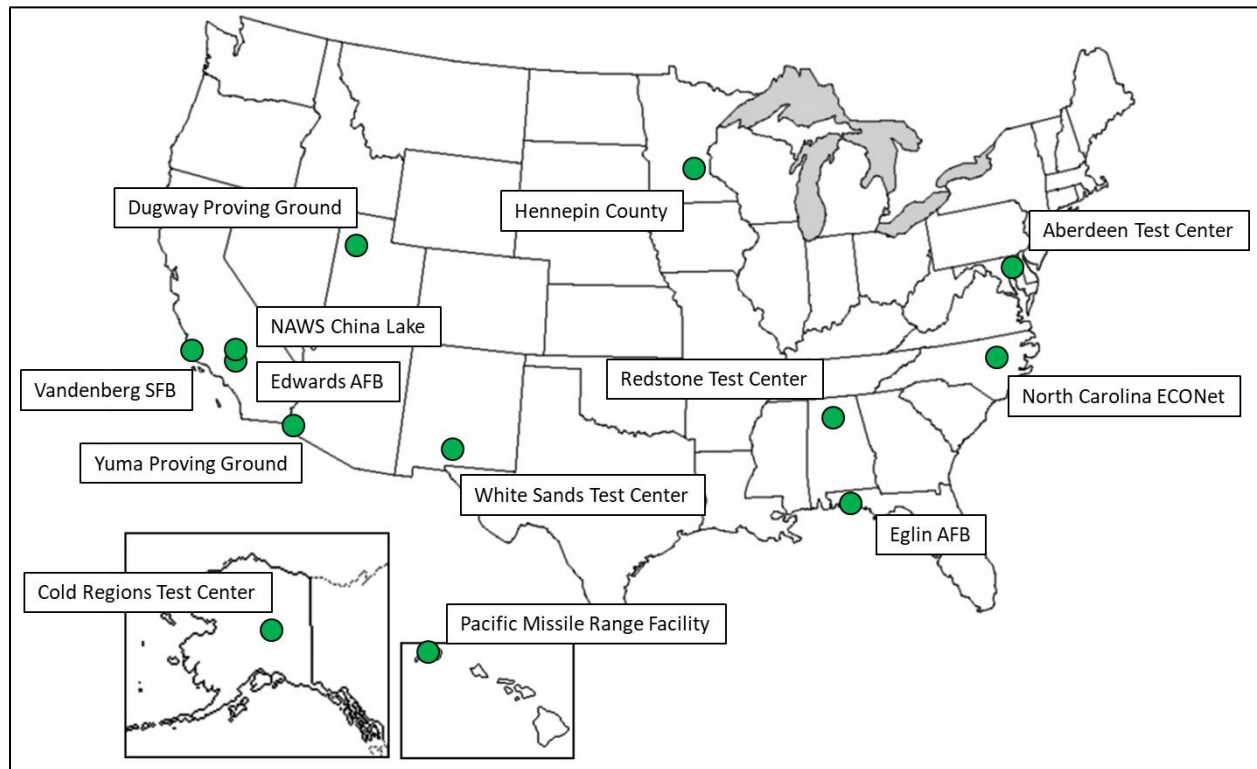 Dugway Proving Ground
Hennepin County
Aberdeen Test Center
NAWS China Lake
Vandenberg SFB
Edwards AFB
Redstone Test Center
North Carolina ECONet
Yuma Proving Ground
White Sands Test Center
Eglin AFB
Cold Regions Test Center
Pacific Missile Range Facility